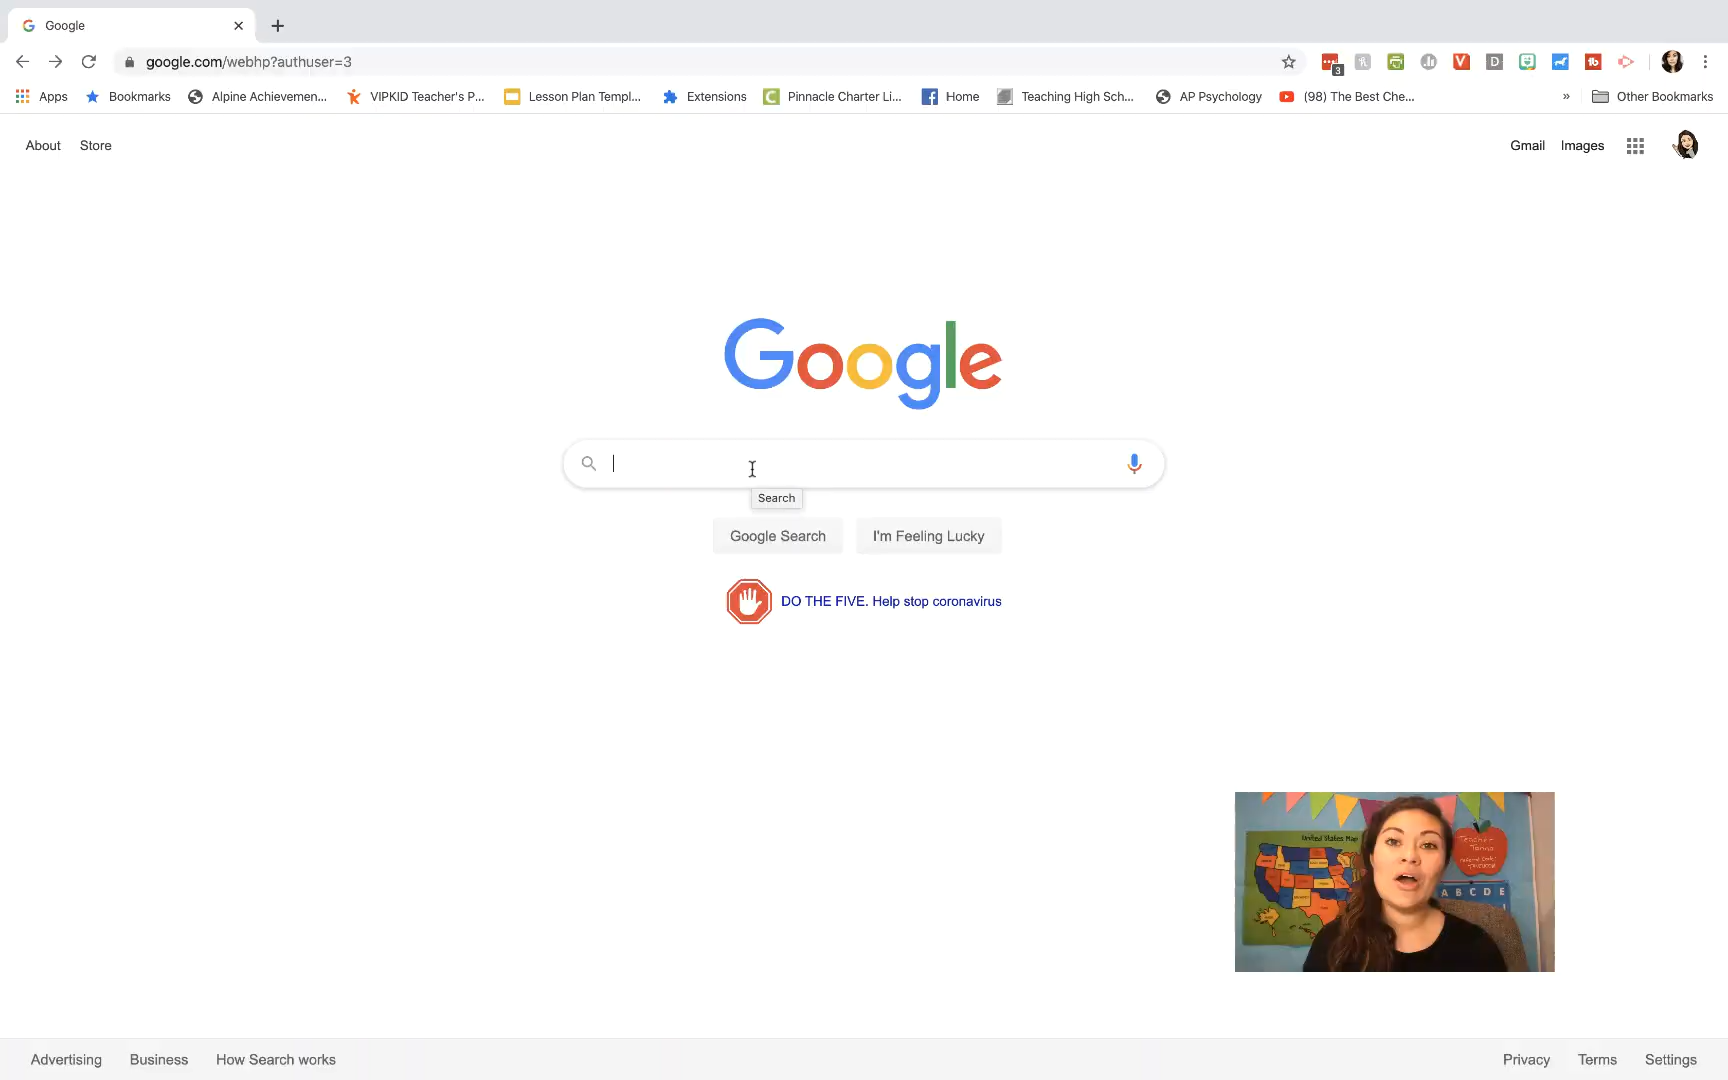 Google
google.com/webhp?authuser=3
3
Apps Bookmarks Alpine Achievemen... VIPKID Teacher's P... Lesson Plan Templ... Extensions Pinnacle Charter Li... Home Teaching High Sch... AP Psychology (98) The Best Che... » Other Bookmarks
About Store Gmail Images
Google
Search
Google Search I'm Feeling Lucky
DO THE FIVE. Help stop coronavirus
United States Map
A B C D E
Advertising Business How Search works Privacy Terms Settings